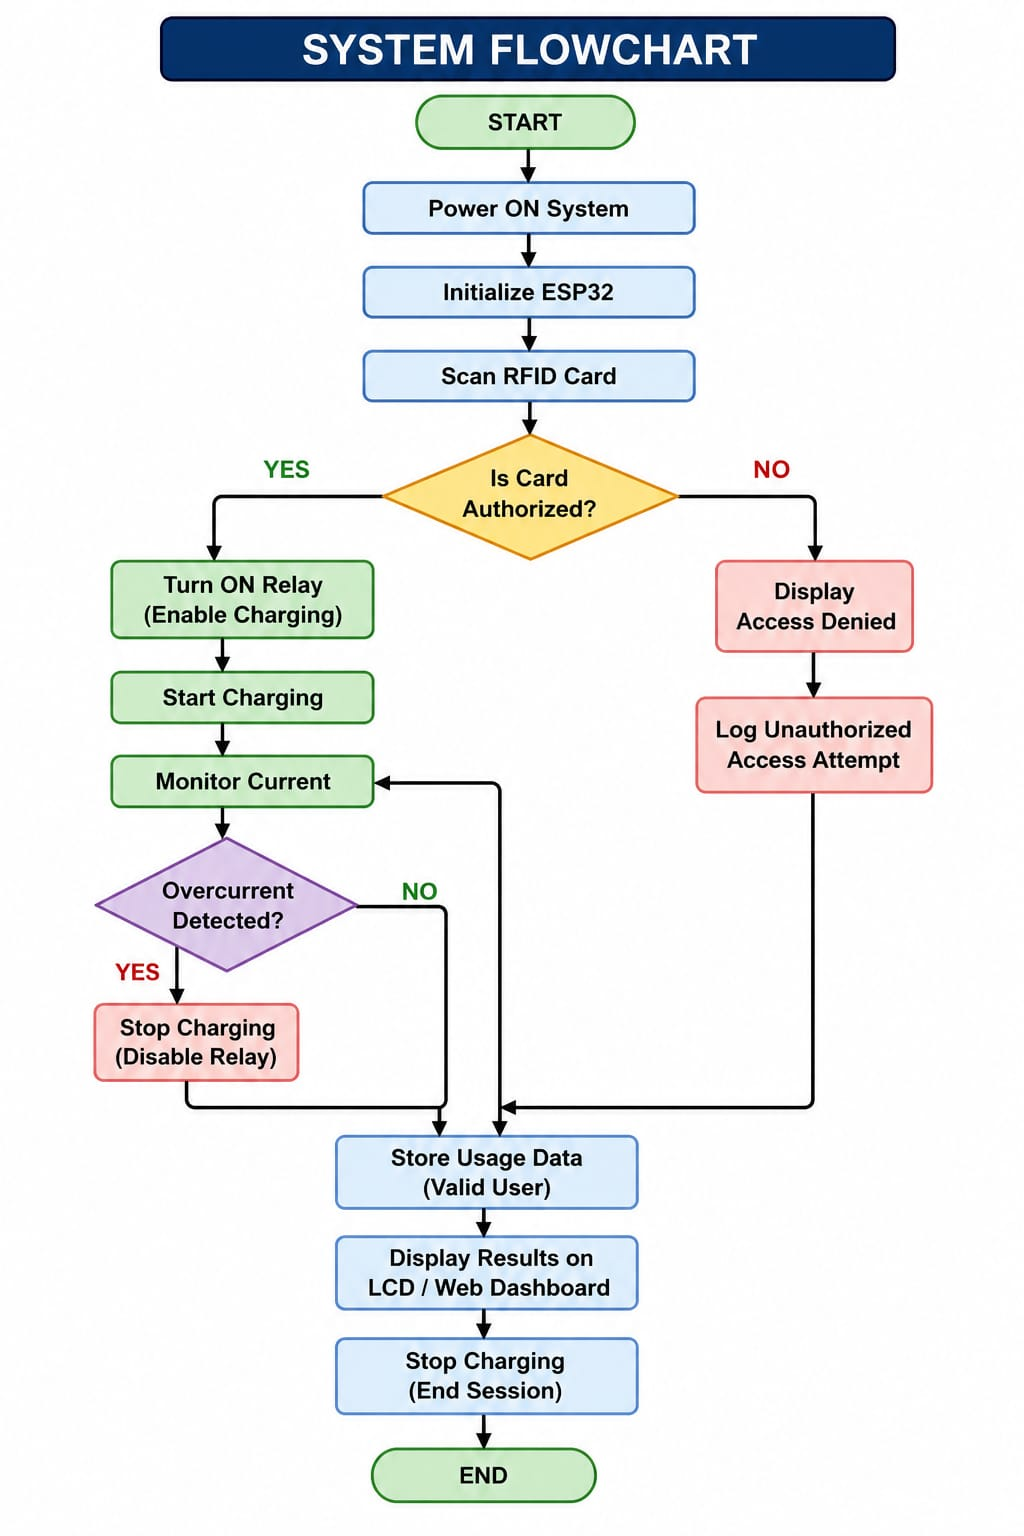 SYSTEM FLOWCHART
START
Power ON System
Initialize ESP32
Scan RFID Card
Is Card
Authorized?
YES
NO
Turn ON Relay
(Enable Charging)
Start Charging
Monitor Current
Overcurrent
Detected?
NO
YES
Stop Charging
(Disable Relay)
Display
Access Denied
Log Unauthorized
Access Attempt
Store Usage Data
(Valid User)
Display Results on
LCD / Web Dashboard
Stop Charging
(End Session)
END